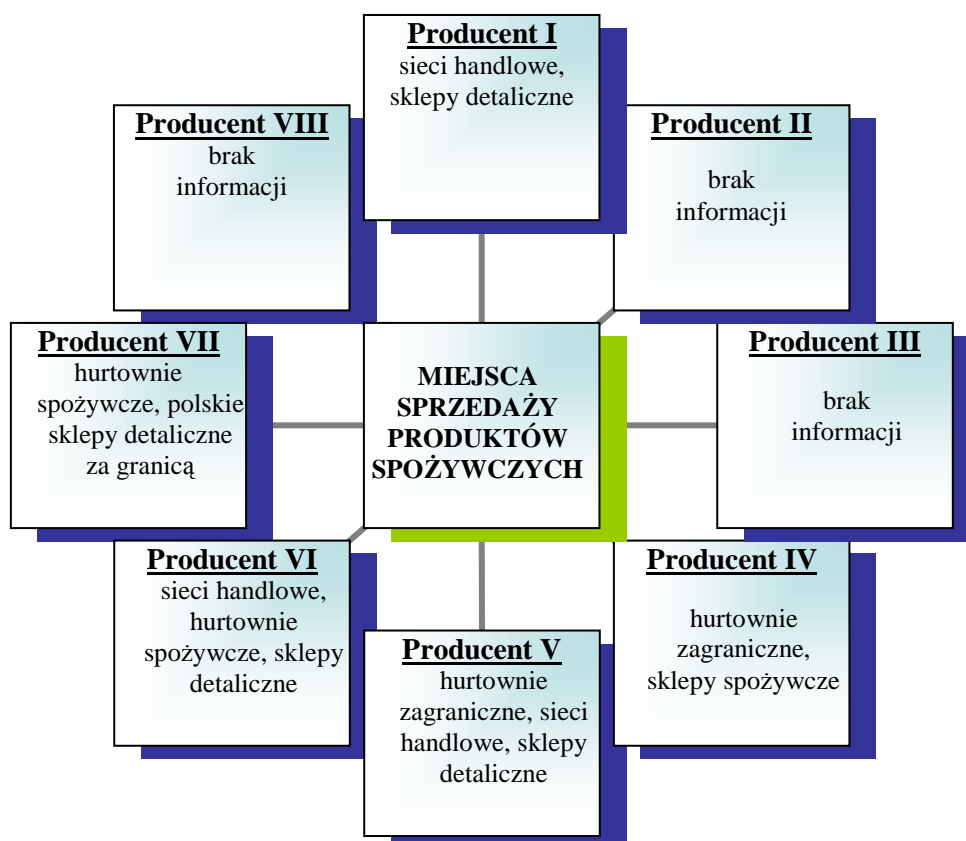 Producent I
sieci handlowe,
sklepy detaliczne
Producent II
brak
informacji
Producent III
brak
informacji
Producent IV
hurtownie
zagraniczne,
sklepy spożywcze
Producent V
hurtownie
zagraniczne, sieci
handlowe, sklepy
detaliczne
Producent VI
sieci handlowe,
hurtownie
spożywcze, sklepy
detaliczne
Producent VII
hurtownie
spożywcze, polskie
sklepy detaliczne
za granicą
Producent VIII
brak
informacji
MIEJSCA
SPRZEDAŻY
PRODUKTÓW
SPOŻYWCZYCH